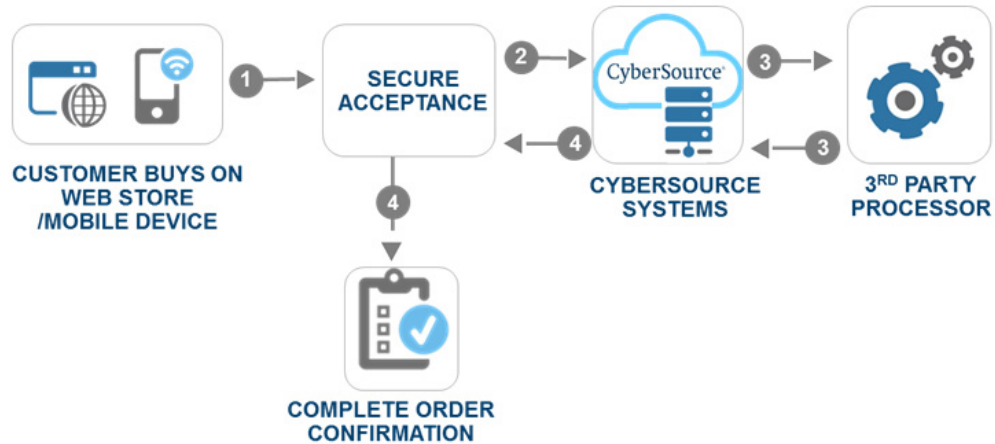 1
SECURE
ACCEPTANCE
2
CyberSource®
3
4
3
CUSTOMER BUYS ON
WEB STORE
/MOBILE DEVICE
CYBERSOURCE
SYSTEMS
3RD PARTY
PROCESSOR
4
COMPLETE ORDER
CONFIRMATION